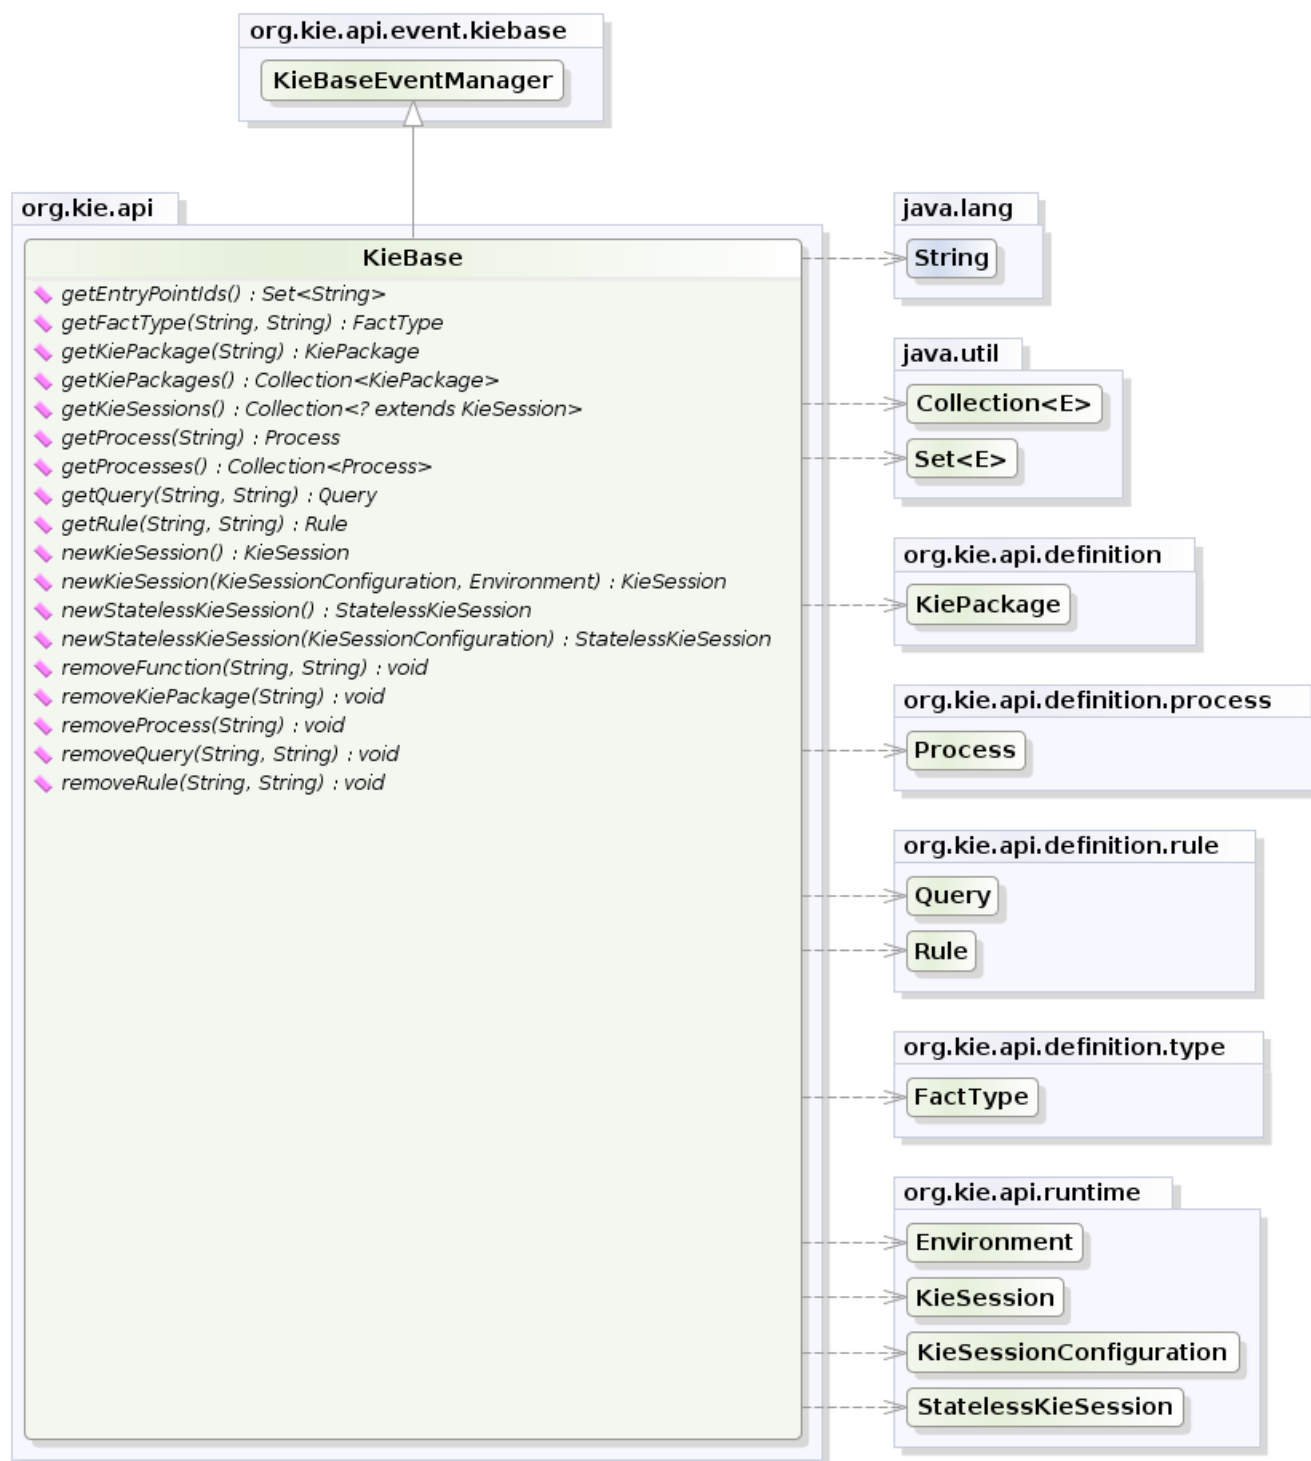 org.kie.api.event.kiebase
KieBaseEventManager
org.kie.api
KieBase
getEntryPointIds() : Set<String>
getFactType(String, String) : FactType
getKiePackage(String) : KiePackage
getKiePackages() : Collection<KiePackage>
getKieSessions() : Collection<? extends KieSession>
getProcess(String) : Process
getProcesses() : Collection<Process>
getQuery(String, String) : Query
getRule(String, String) : Rule
newKieSession() : KieSession
newKieSession(KieSessionConfiguration, Environment) : KieSession
newStatelessKieSession() : StatelessKieSession
newStatelessKieSession(KieSessionConfiguration) : StatelessKieSession
removeFunction(String, String) : void
removeKiePackage(String) : void
removeProcess(String) : void
removeQuery(String, String) : void
removeRule(String, String) : void
java.lang
String
java.util
Collection<E>
Set<E>
org.kie.api.definition
KiePackage
org.kie.api.definition.process
Process
org.kie.api.definition.rule
Query
Rule
org.kie.api.definition.type
FactType
org.kie.api.runtime
Environment
KieSession
KieSessionConfiguration
StatelessKieSession